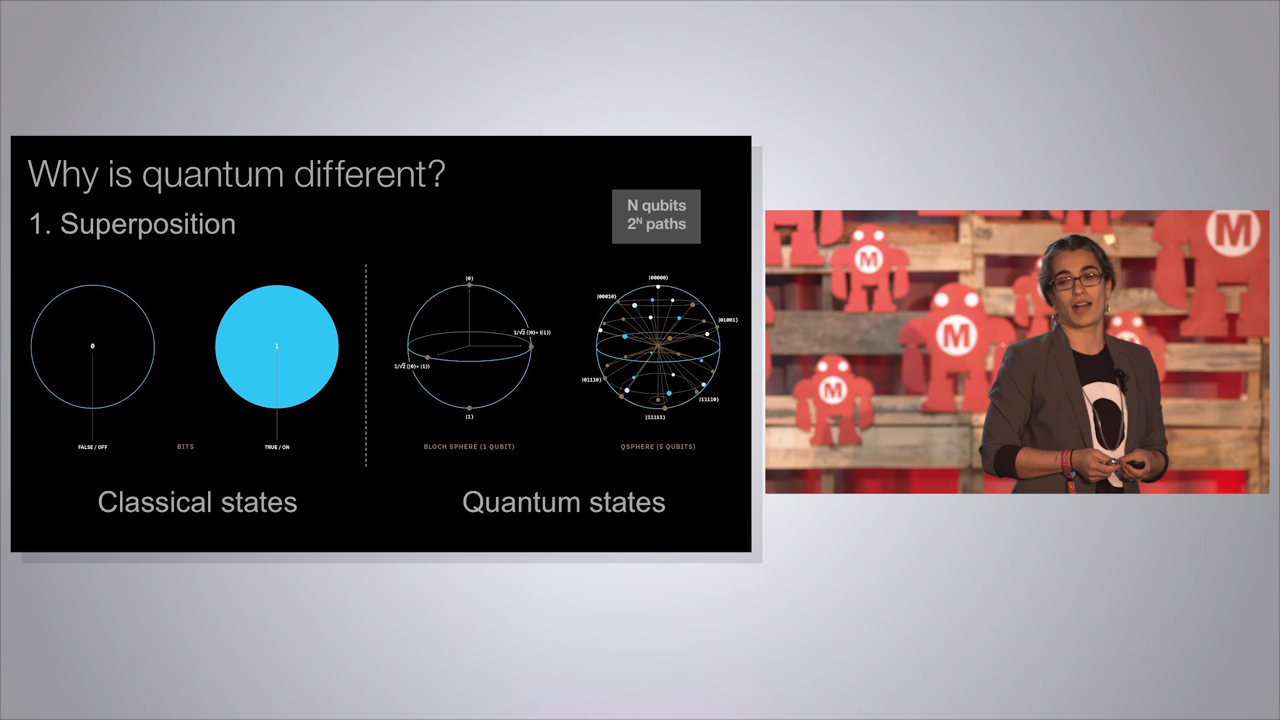 Why is quantum different?
1. Superposition
N qubits
2ᴺ paths
0
1
FALSE / OFF
BITS
TRUE / ON
|0⟩
1/√2 (|0⟩+ i|1⟩)
1/√2 (|0⟩+ |1⟩)
|1⟩
BLOCH SPHERE (1 QUBIT)
|00000⟩
|00010⟩
|01001⟩
|01110⟩
|11110⟩
|11111⟩
QSPHERE (5 QUBITS)
Classical states
Quantum states
M
M
M
M